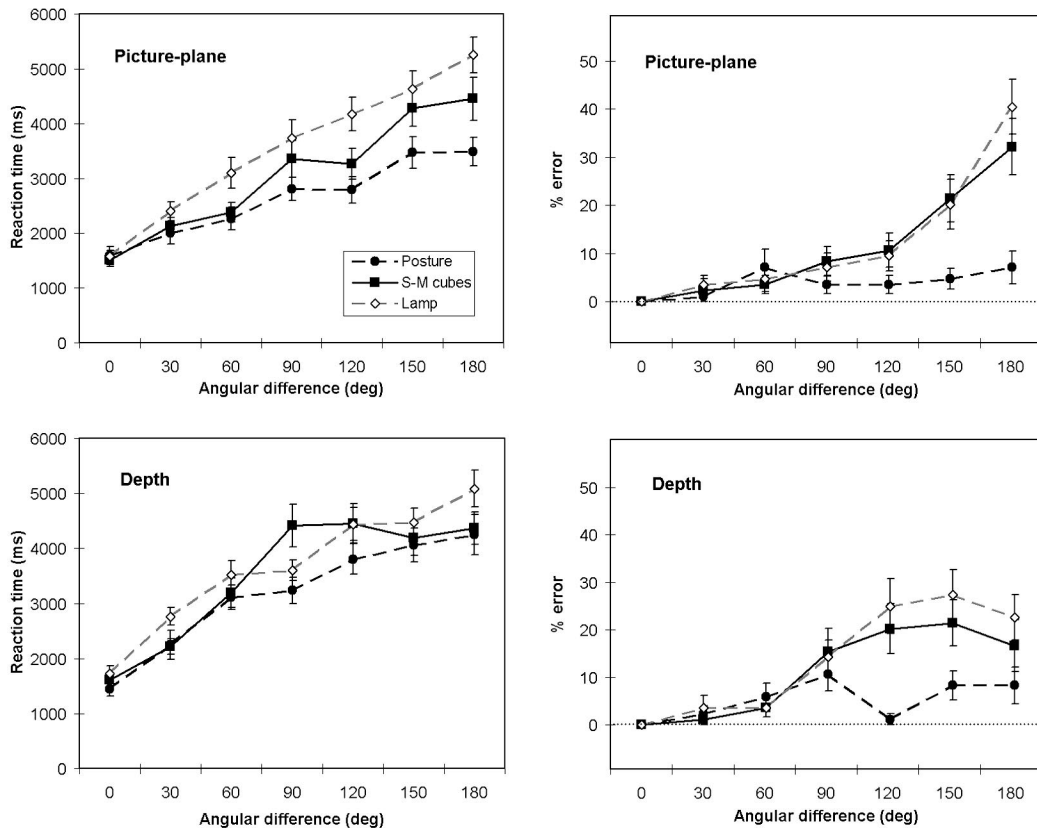 6000
5000
4000
3000
2000
1000
0
Reaction time (ms)
Picture-plane
Posture
S-M cubes
Lamp
0 30 60 90 120 150 180
Angular difference (deg)
50
40
30
20
10
0
% error
Picture-plane
0 30 60 90 120 150 180
Angular difference (deg)
6000
5000
4000
3000
2000
1000
0
Reaction time (ms)
Depth
0 30 60 90 120 150 180
Angular difference (deg)
50
40
30
20
10
0
% error
Depth
0 30 60 90 120 150 180
Angular difference (deg)